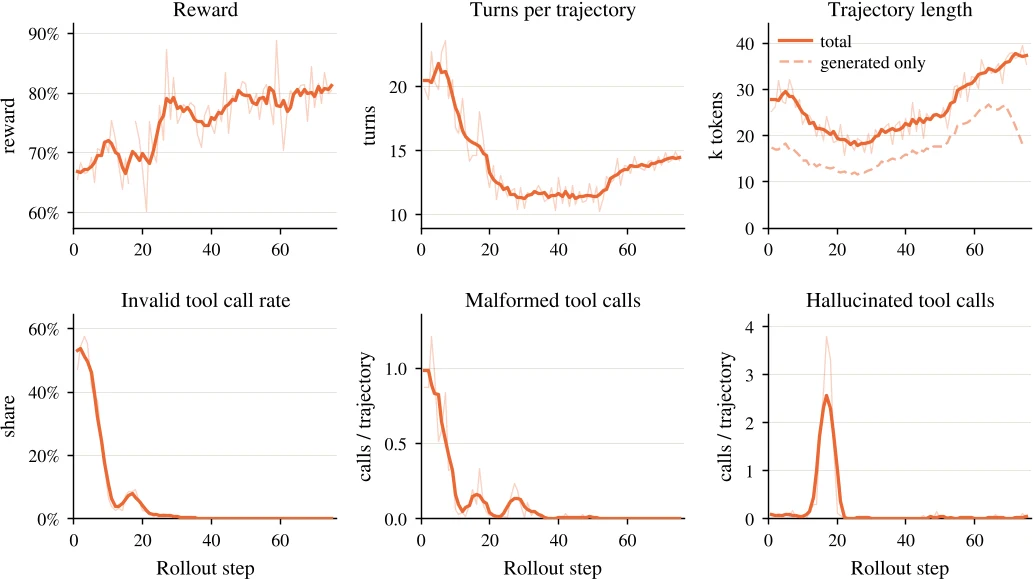 Reward
Turns per trajectory
Trajectory length
90%
80%
70%
60%
reward
0
20
40
60
20
15
10
turns
0
20
40
60
40
30
20
10
0
k tokens
total
generated only
0
20
40
60
Invalid tool call rate
Malformed tool calls
Hallucinated tool calls
60%
40%
20%
0%
share
0
20
40
60
Rollout step
1.0
0.5
0.0
calls / trajectory
0
20
40
60
Rollout step
4
3
2
1
0
calls / trajectory
0
20
40
60
Rollout step